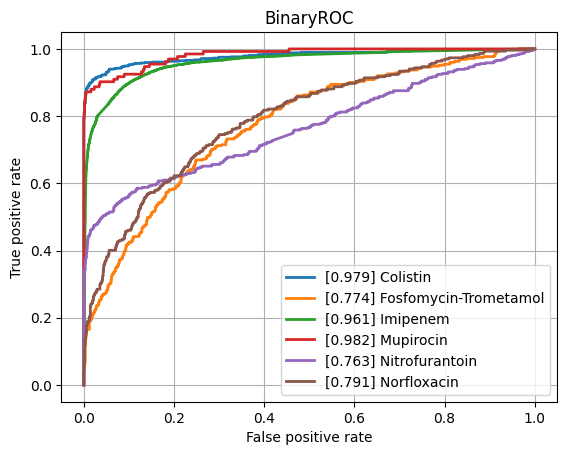 BinaryROC
True positive rate
1.0
0.8
0.6
0.4
0.2
0.0
[0.979] Colistin
[0.774] Fosfomycin-Trometamol
[0.961] Imipenem
[0.982] Mupirocin
[0.763] Nitrofurantoin
[0.791] Norfloxacin
0.0 0.2 0.4 0.6 0.8 1.0
False positive rate